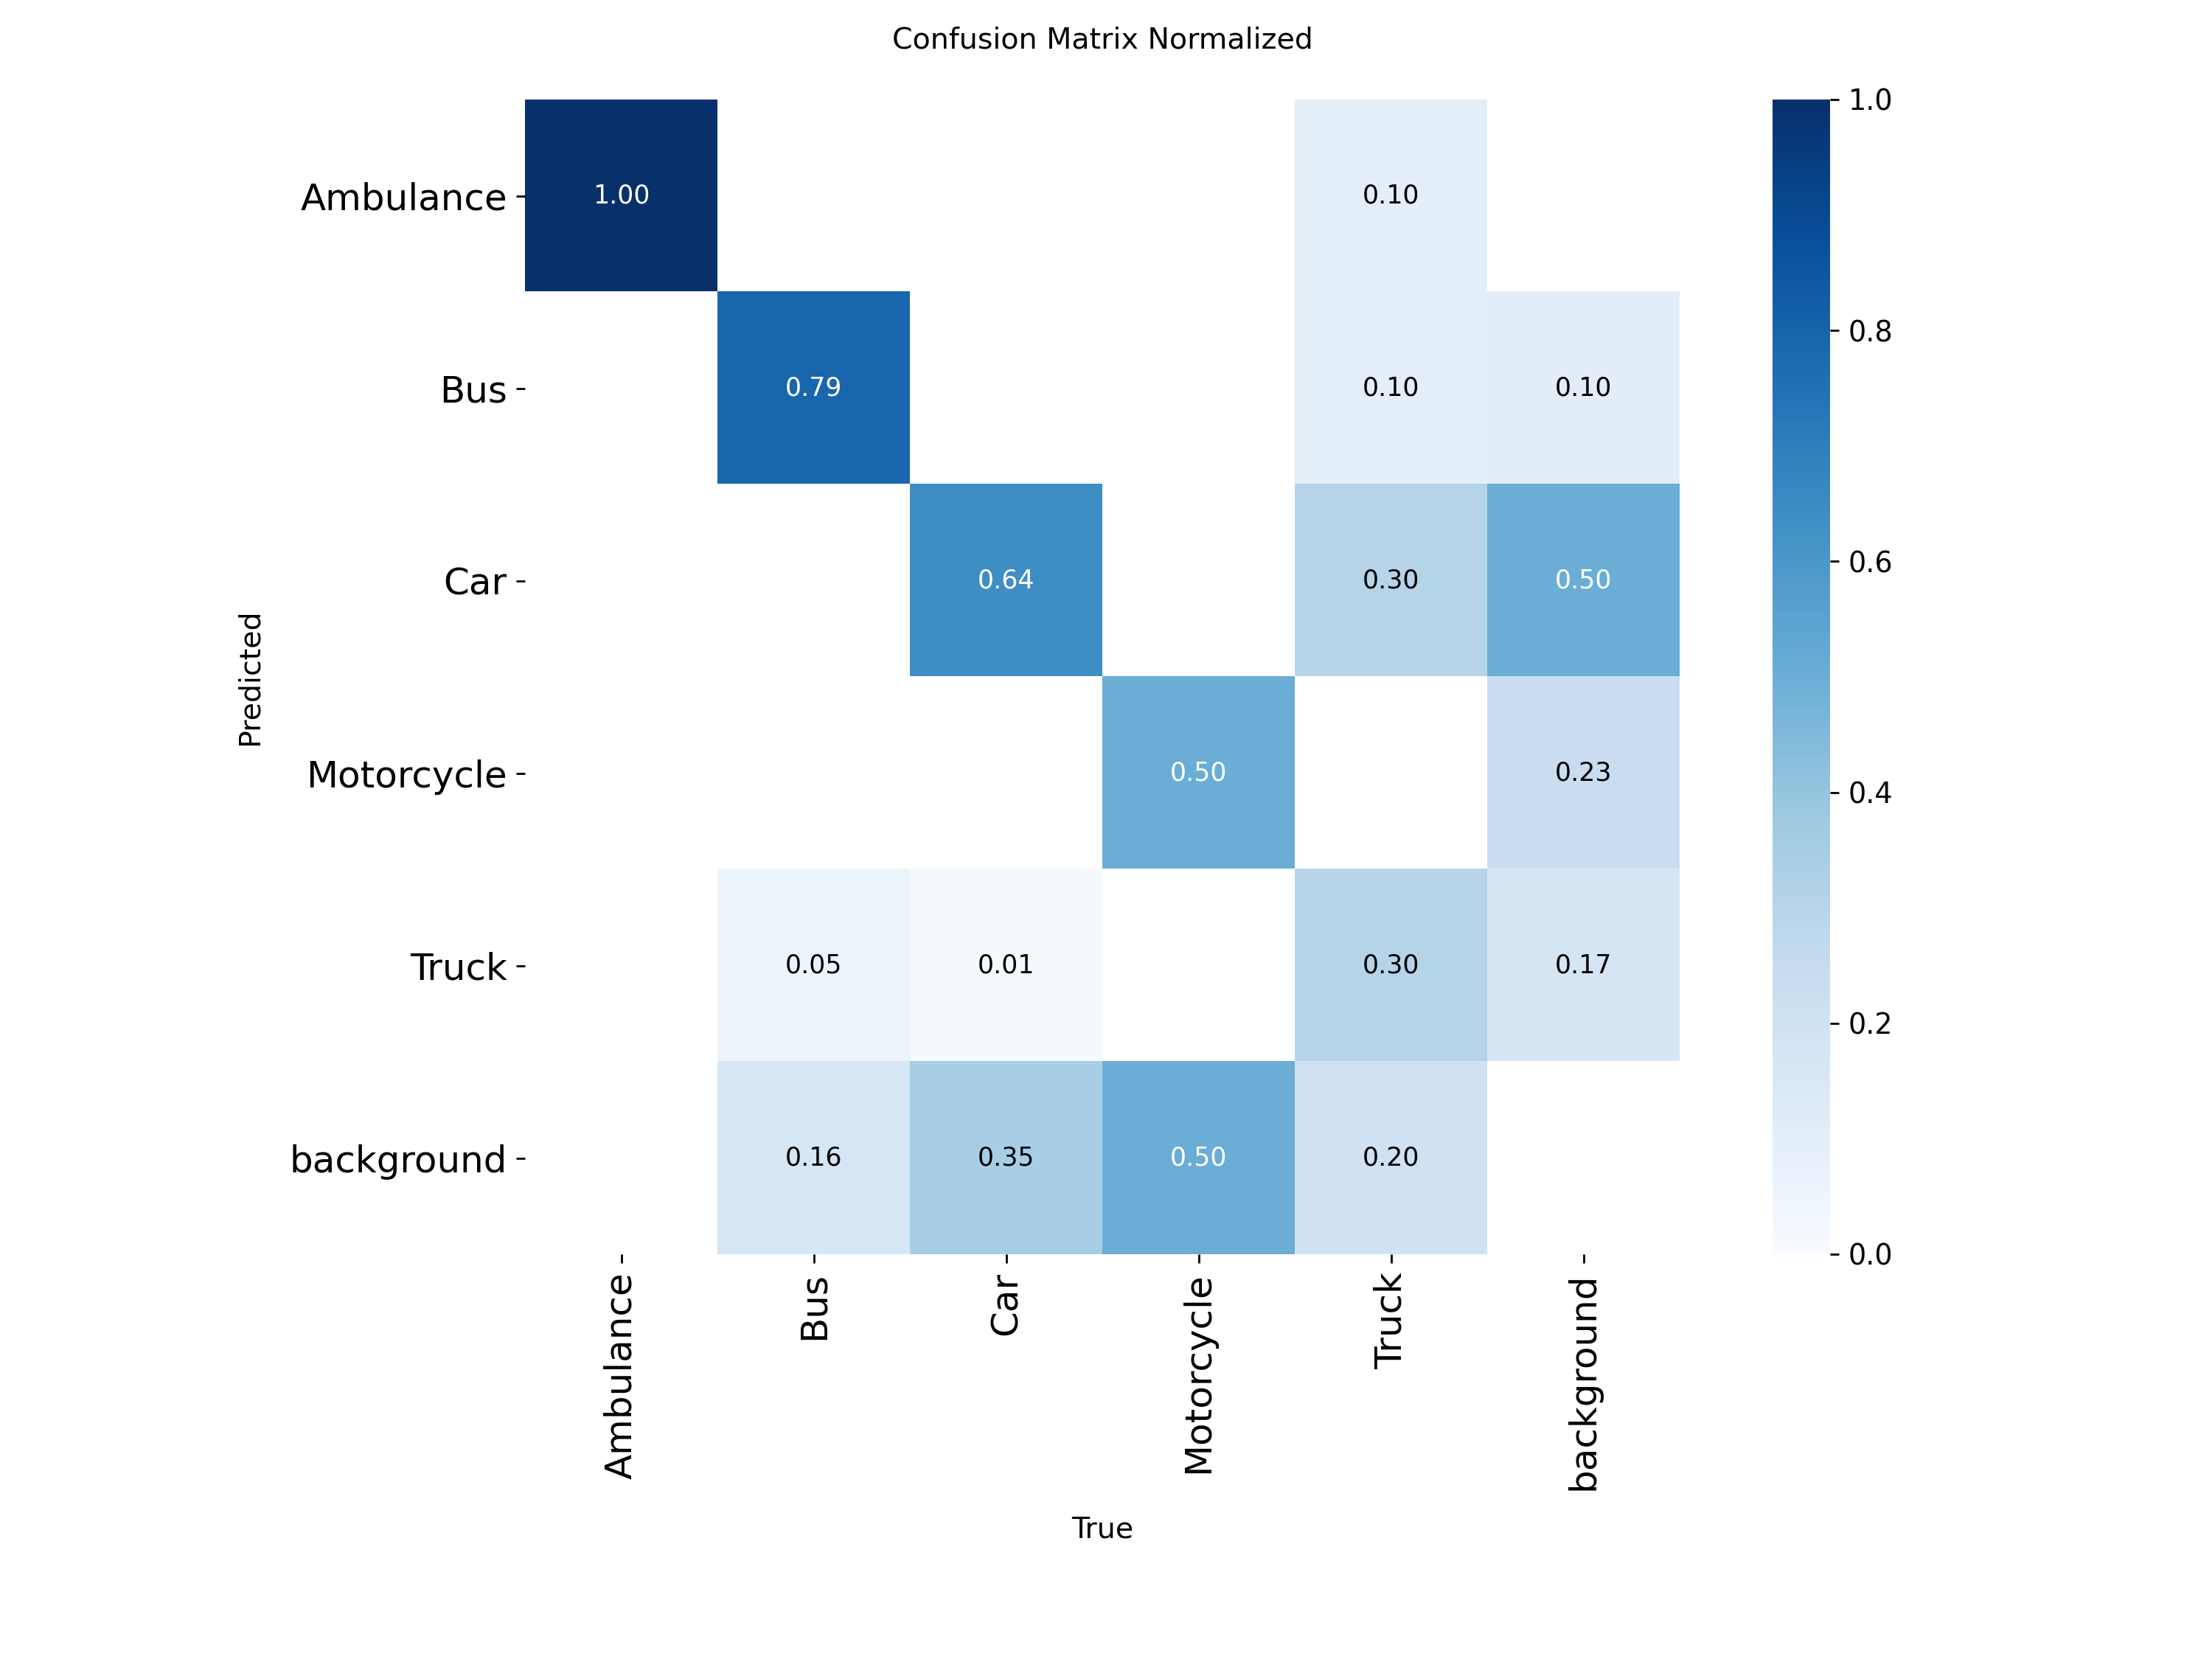 Confusion Matrix Normalized
Ambulance 1.00 0.10
Bus 0.79 0.10 0.10
Car 0.64 0.30 0.50
Motorcycle 0.50 0.23
Truck 0.05 0.01 0.30 0.17
background 0.16 0.35 0.50 0.20
Predicted
Ambulance Bus Car Motorcycle Truck background
True
1.0
0.8
0.6
0.4
0.2
0.0